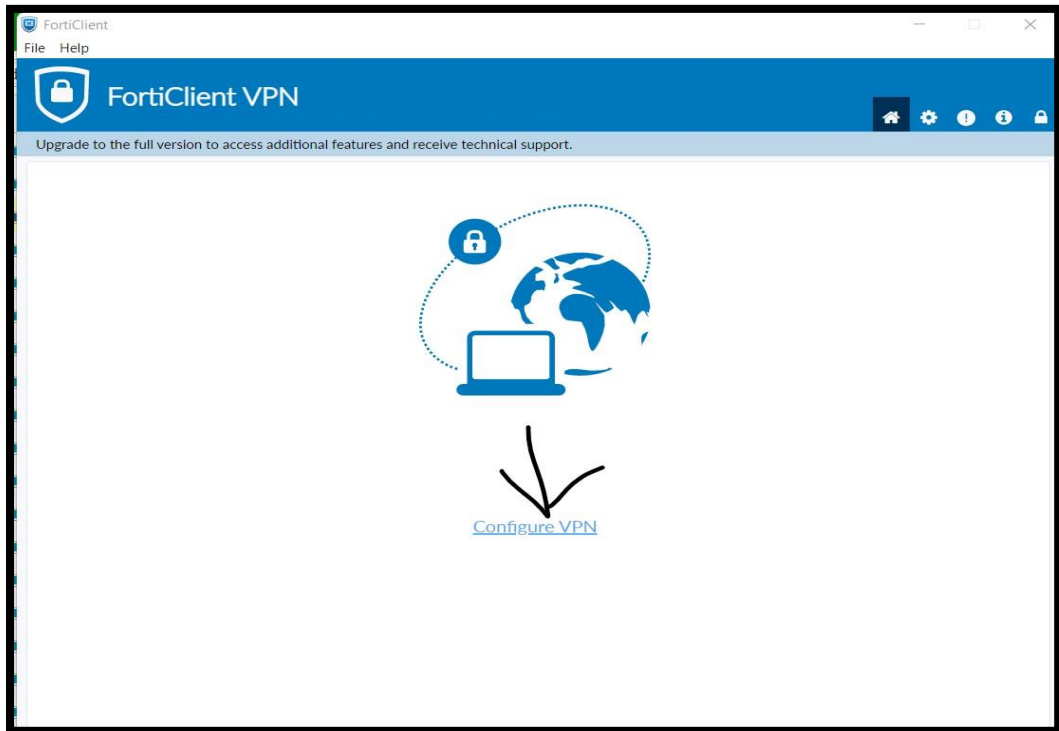 FortiClient
File Help
FortiClient VPN
Upgrade to the full version to access additional features and receive technical support.
Configure VPN